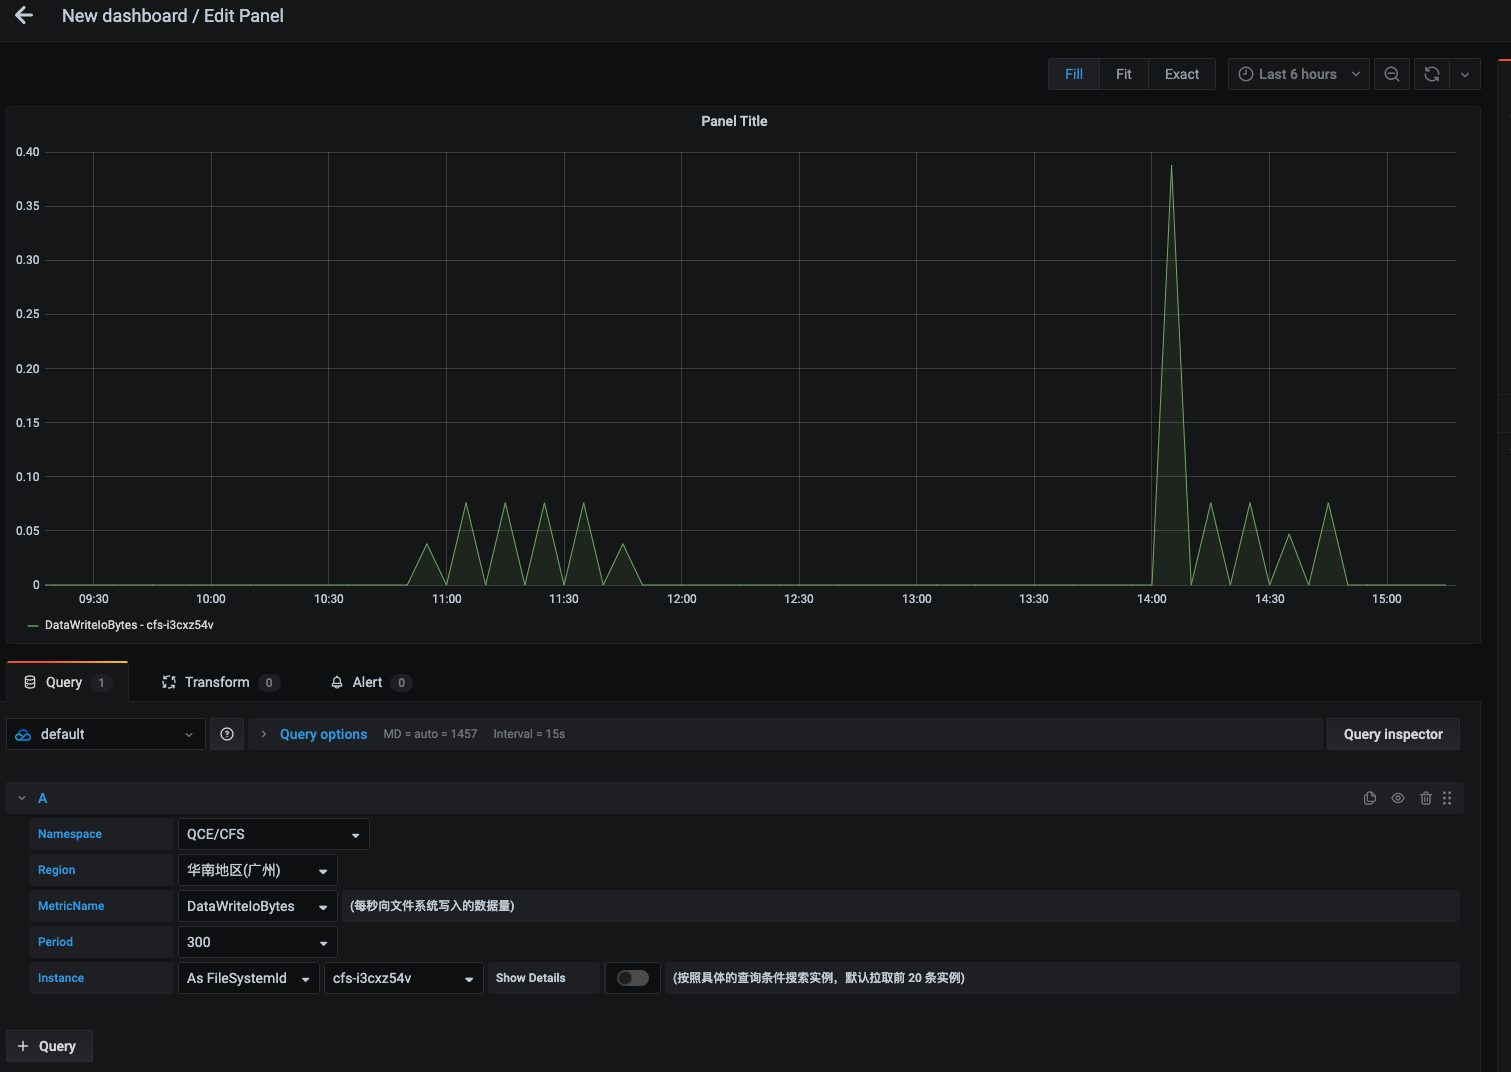 New dashboard / Edit Panel
Fill Fit Exact Last 6 hours
Panel Title
0.40
0.35
0.30
0.25
0.20
0.15
0.10
0.05
0
09:30 10:00 10:30 11:00 11:30 12:00 12:30 13:00 13:30 14:00 14:30 15:00
DataWriteIoBytes - cfs-i3cxz54v
Query 1 Transform 0 Alert 0
default Query options MD = auto = 1457 Interval = 15s Query inspector
A
Namespace QCE/CFS
Region 华南地区(广州)
MetricName DataWriteIoBytes (每秒向文件系统写入的数据量)
Period 300
Instance As FileSystemId cfs-i3cxz54v Show Details (按照具体的查询条件搜索实例，默认拉取前 20 条实例)
+ Query